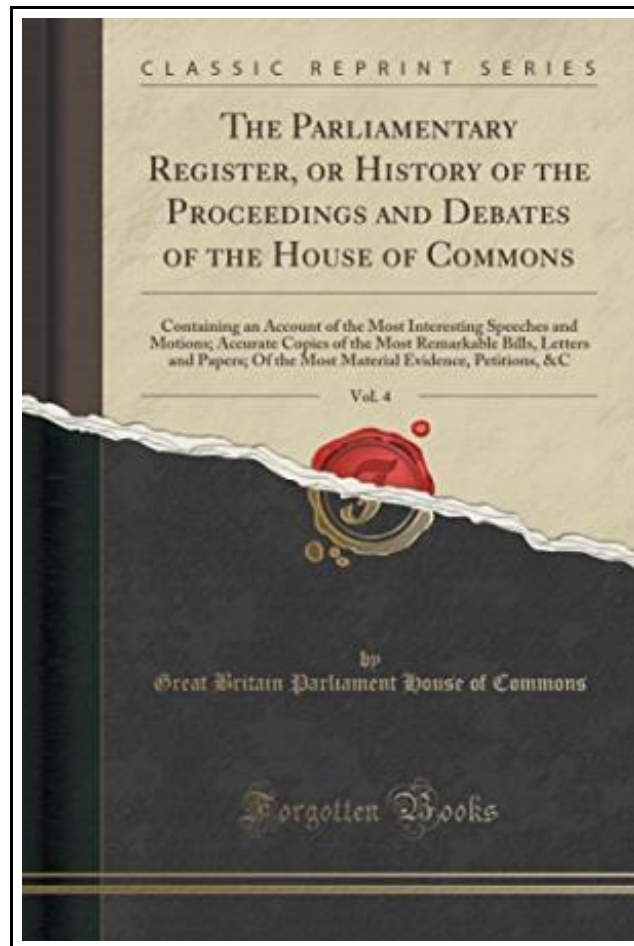 CLASSIC REPRINT SERIES
THE PARLIAMENTARY
REGISTER, OR HISTORY OF THE
PROCEEDINGS AND DEBATES
OF THE HOUSE OF COMMONS
Containing an Account of the Most Interesting Speeches and
Motions; Accurate Copies of the Most Remarkable Bills, Letters
and Papers; Of the Most Material Evidence, Petitions, &C
Vol. 4
by
Great Britain Parliament House of Commons
Forgotten Books